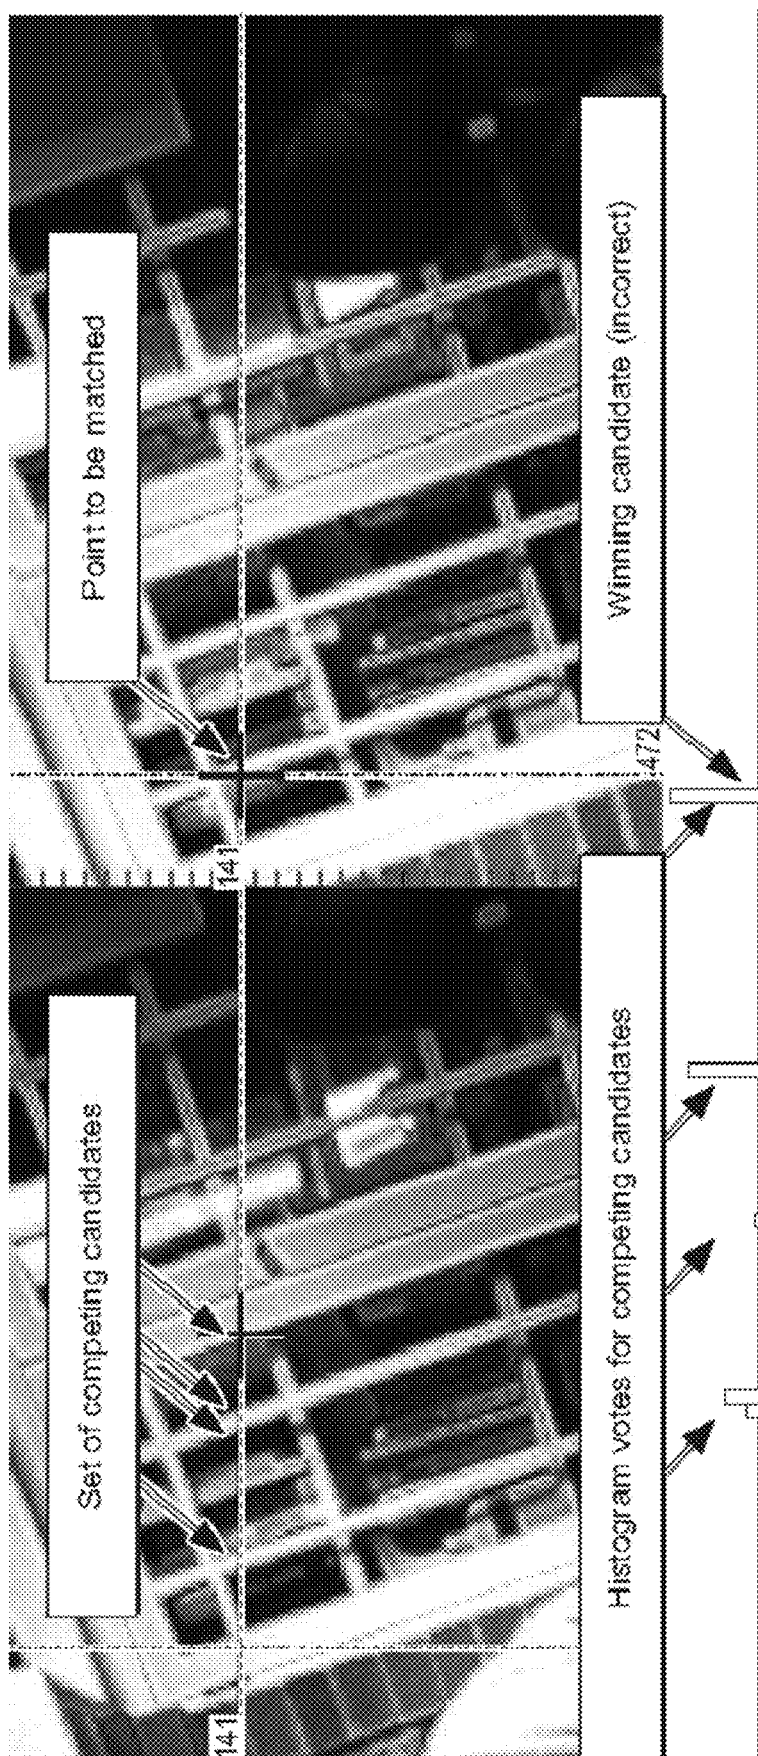 Set of competing candidates
Point to be matched
141
141
472
Histogram votes for competing candidates
Winning candidate (incorrect)